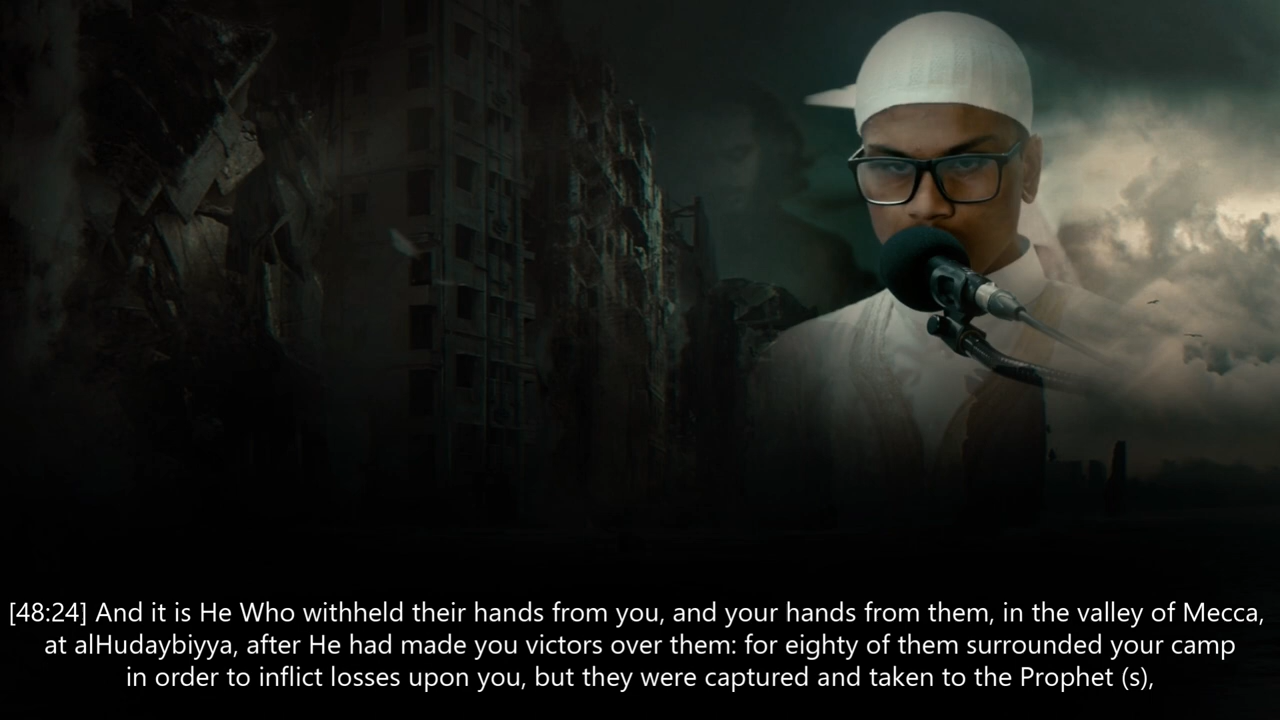 [48:24] And it is He Who withheld their hands from you, and your hands from them, in the valley of Mecca,
at alHudaybiyya, after He had made you victors over them: for eighty of them surrounded your camp
in order to inflict losses upon you, but they were captured and taken to the Prophet (s),